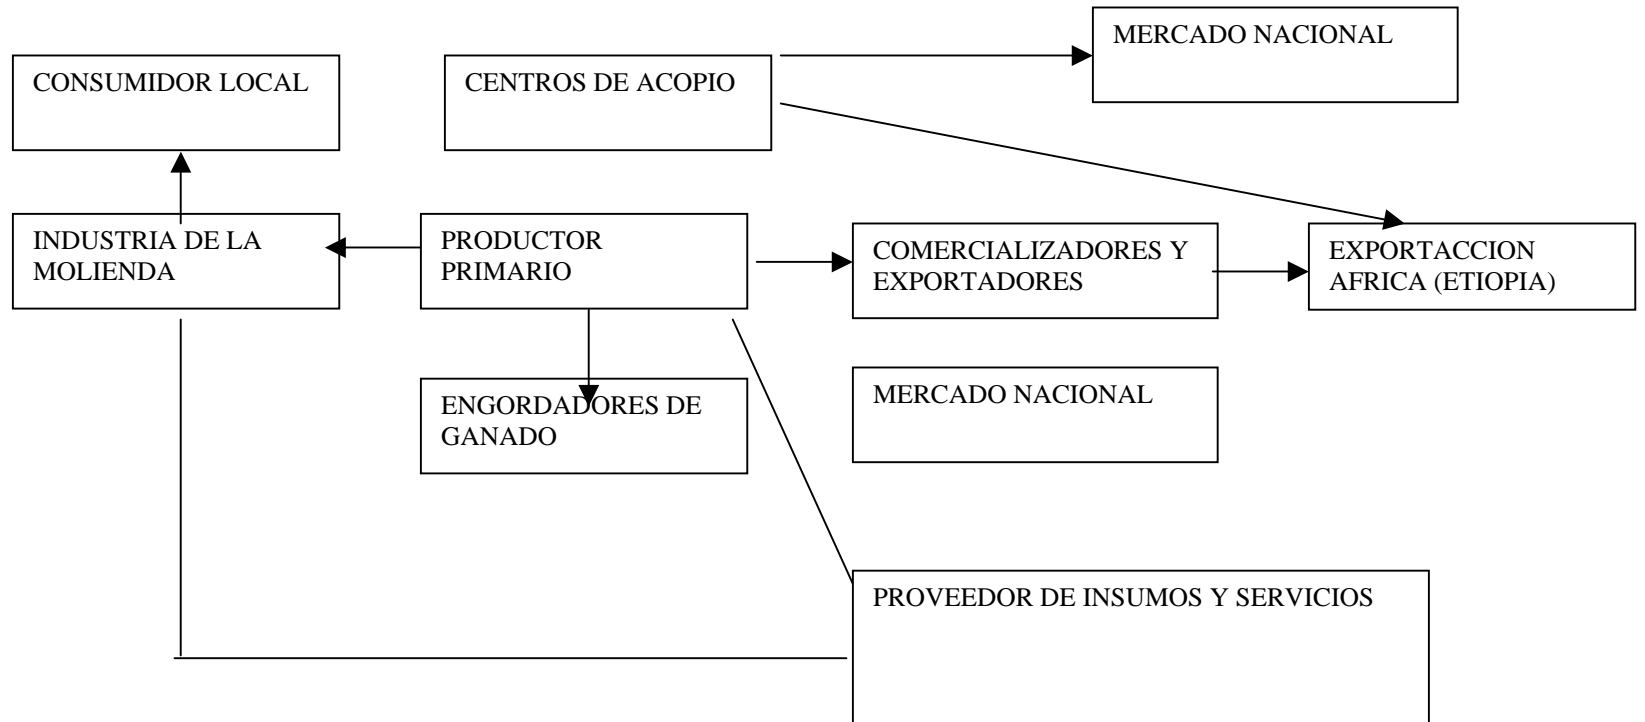 MERCADO NACIONAL
CONSUMIDOR LOCAL
CENTROS DE ACOPIO
INDUSTRIA DE LA
MOLIENDA
PRODUCTOR
PRIMARIO
COMERCIALIZADORES Y
EXPORTADORES
EXPORTACCION
AFRICA (ETIOPIA)
ENGORDADORES DE
GANADO
MERCADO NACIONAL
PROVEEDOR DE INSUMOS Y SERVICIOS